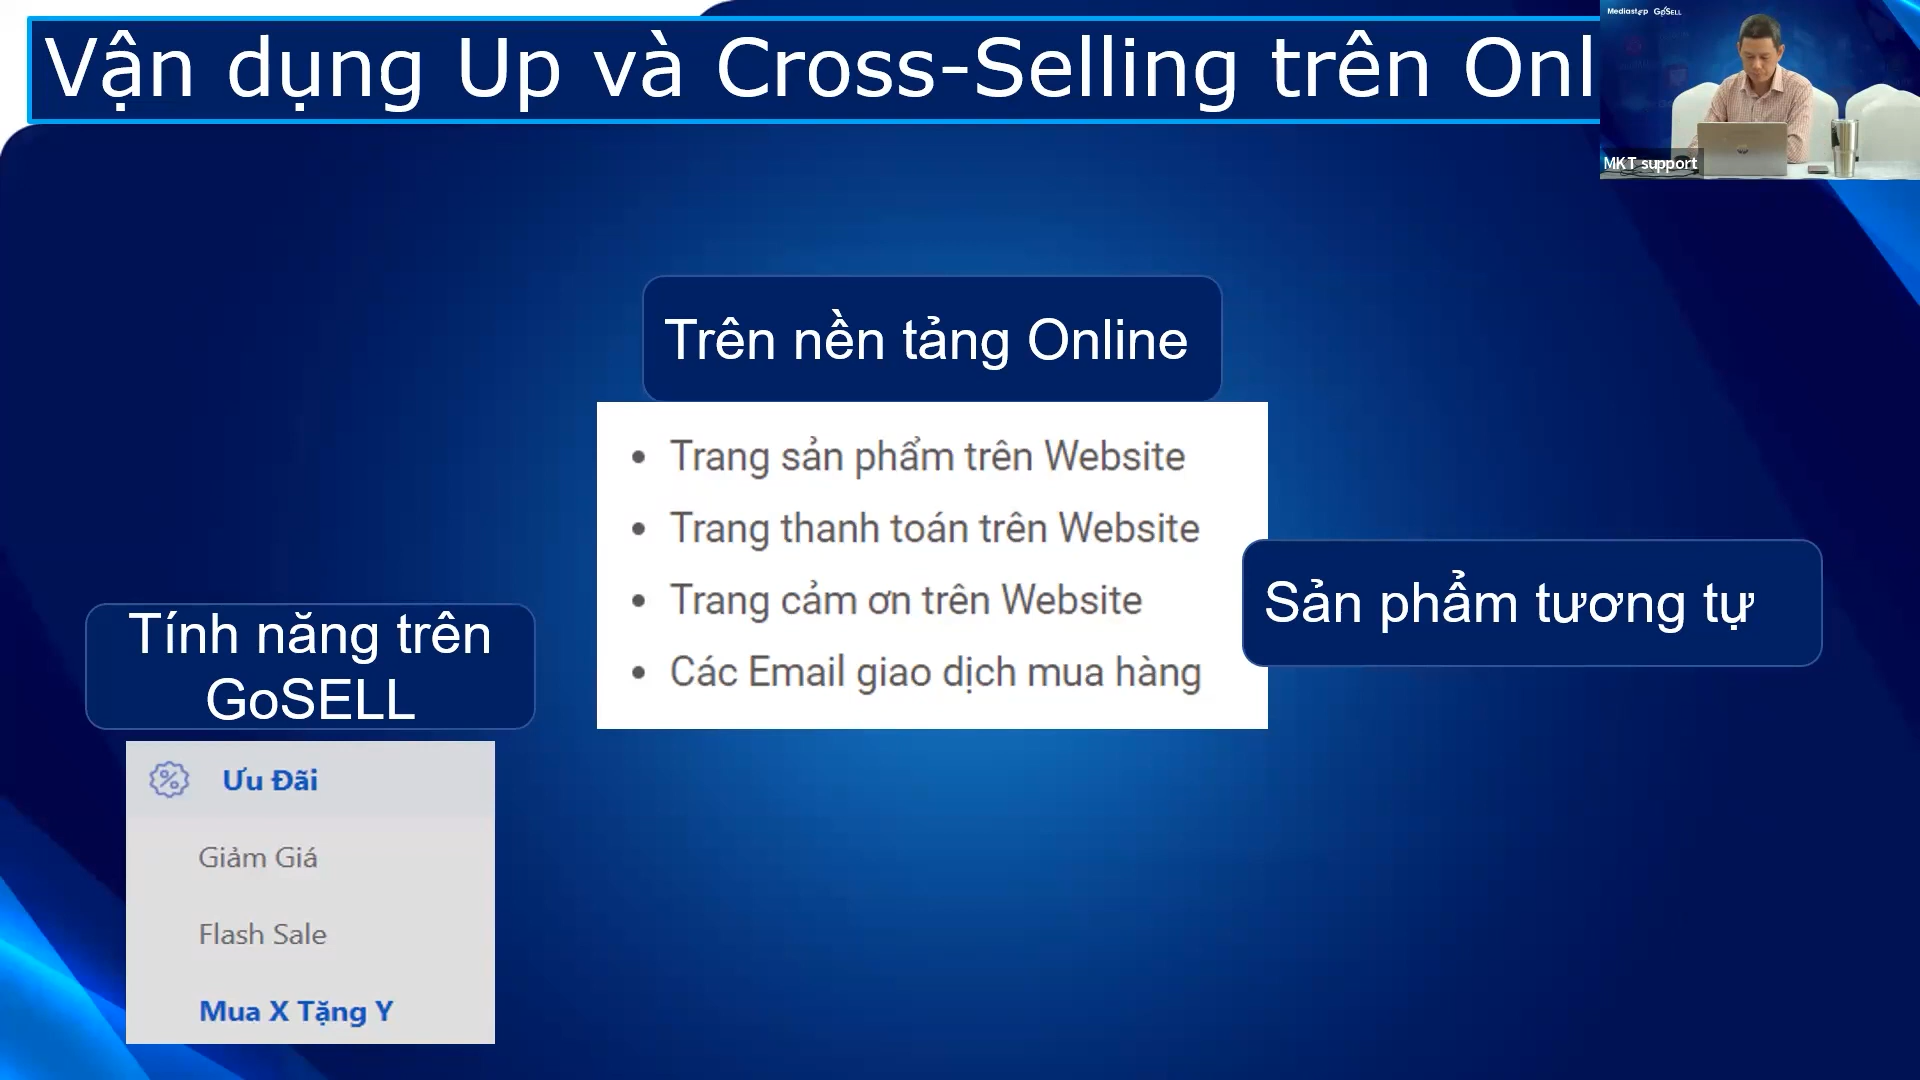 Vận dụng Up và Cross-Selling trên Onl
Mediastep GoSELL
MKT support
Trên nền tảng Online
• Trang sản phẩm trên Website
• Trang thanh toán trên Website
• Trang cảm ơn trên Website
• Các Email giao dịch mua hàng
Sản phẩm tương tự
Tính năng trên
GoSELL
Ưu Đãi
Giảm Giá
Flash Sale
Mua X Tặng Y